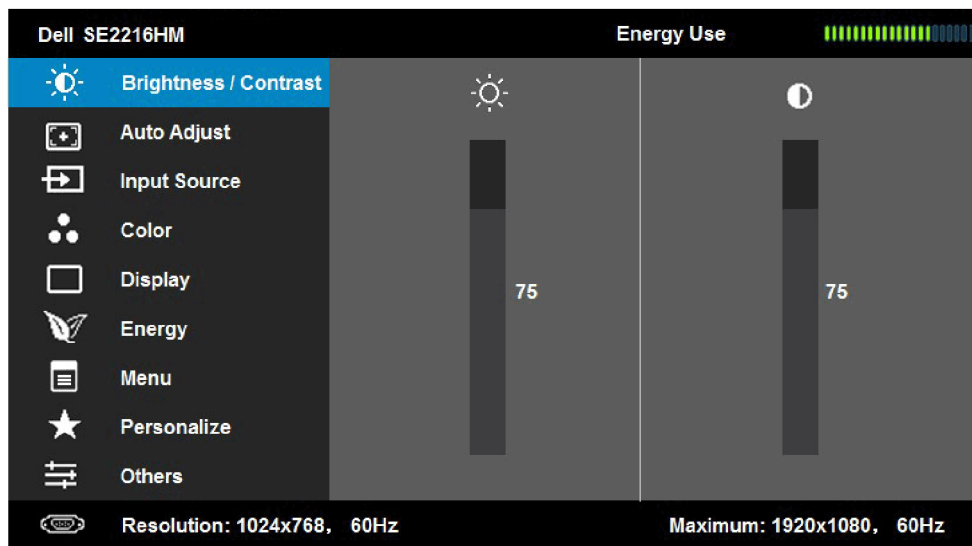 Dell SE2216HM Energy Use
Brightness / Contrast
Auto Adjust
Input Source
Color
Display
75 75
Energy
Menu
Personalize
Others
Resolution: 1024x768, 60Hz Maximum: 1920x1080, 60Hz